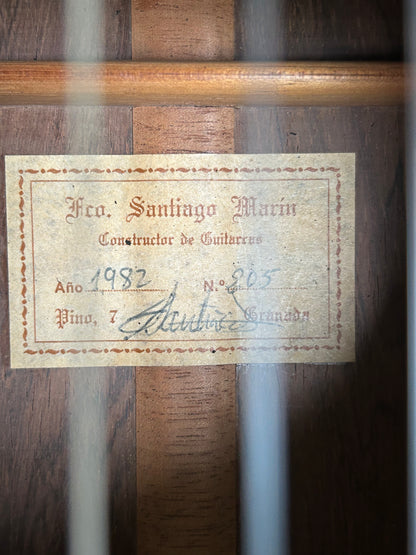 Fco. Santiago Marín
Constructor de Guitarras
Año 1982 N.º 205
Pino, 7 Granada